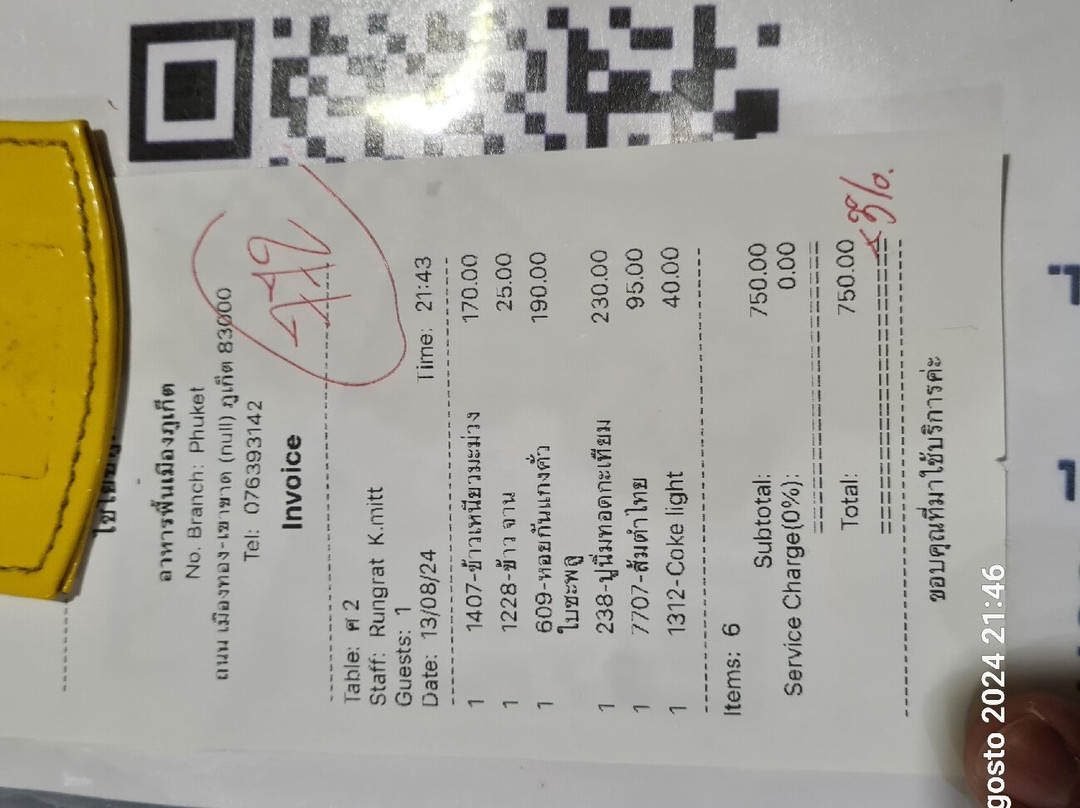 อาหารพื้นเมืองภูเก็ต
No. Branch: Phuket
ถนน เมืองทอง-เขาขาด (null) ภูเก็ต 83000
Tel: 076393142
Invoice
Table: ศ 2
Staff: Rungrat K.mitt
Guests: 1
Date: 13/08/24 Time: 21:43
1 1407-ข้าวเหนียวมะม่วง 170.00
1 1228-ข้าว จาน 25.00
1 609-หอยกันแกงคั่ว 190.00
ใบชะพลู
1 238-ปูนิ่มทอดกะเทียม 230.00
1 7707-ส้มตำไทย 95.00
1 1312-Coke light 40.00
Items: 6
Subtotal: 750.00
Service Charge(0%): 0.00
Total: 750.00
ขอบคุณที่มาใช้บริการค่ะ
agosto 2024 21:46